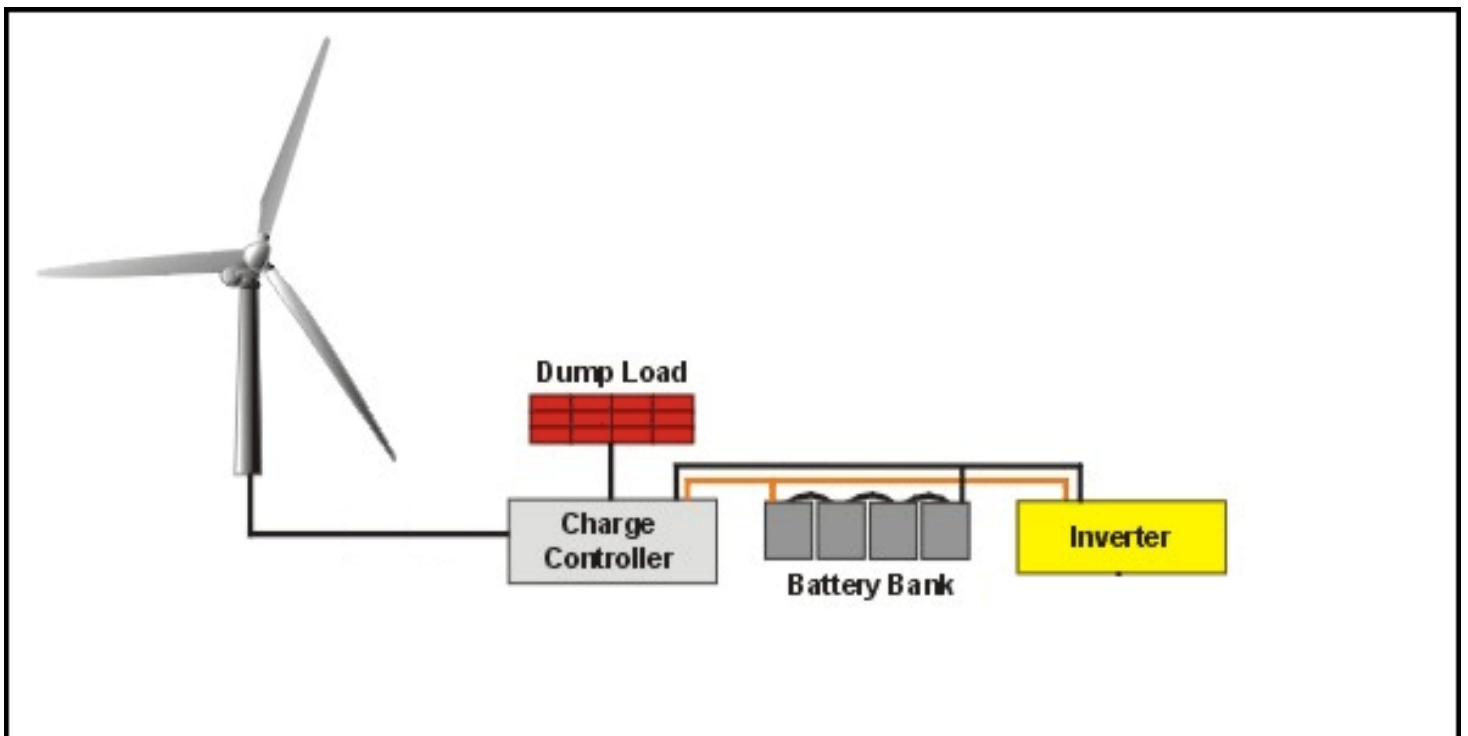 Dump Load
Charge
Controller
Inverter
Battery Bank